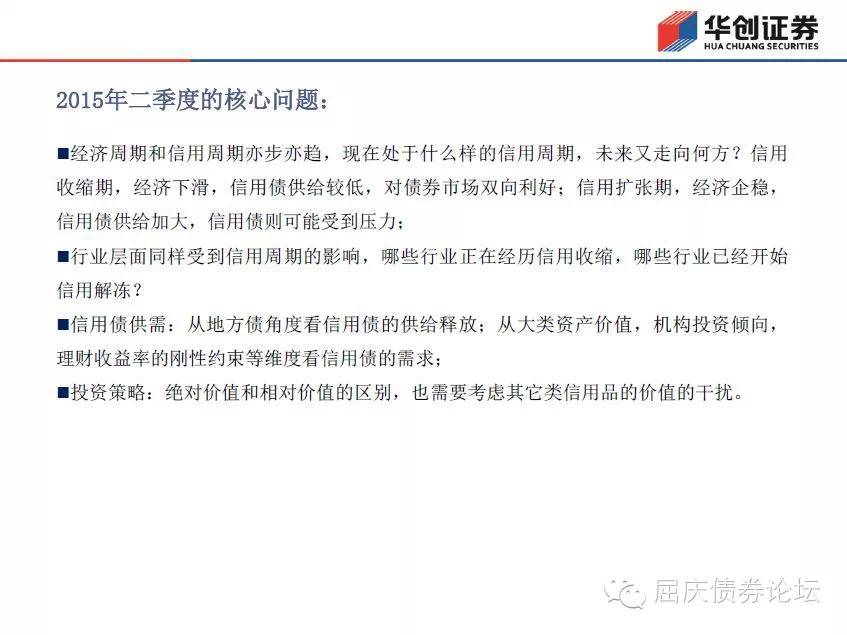 华创证券
HUA CHUANG SECURITIES
2015年二季度的核心问题：
■经济周期和信用周期亦步亦趋，现在处于什么样的信用周期，未来又走向何方？信用
收缩期，经济下滑，信用债供给较低，对债券市场双向利好；信用扩张期，经济企稳，
信用债供给加大，信用债则可能受到压力；
■行业层面同样受到信用周期的影响，哪些行业正在经历信用收缩，哪些行业已经开始
信用解冻？
■信用债供需：从地方债角度看信用债的供给释放；从大类资产价值，机构投资倾向，
理财收益率的刚性约束等维度看信用债的需求；
■投资策略：绝对价值和相对价值的区别，也需要考虑其它类信用品的价值的干扰。
屈庆债券论坛